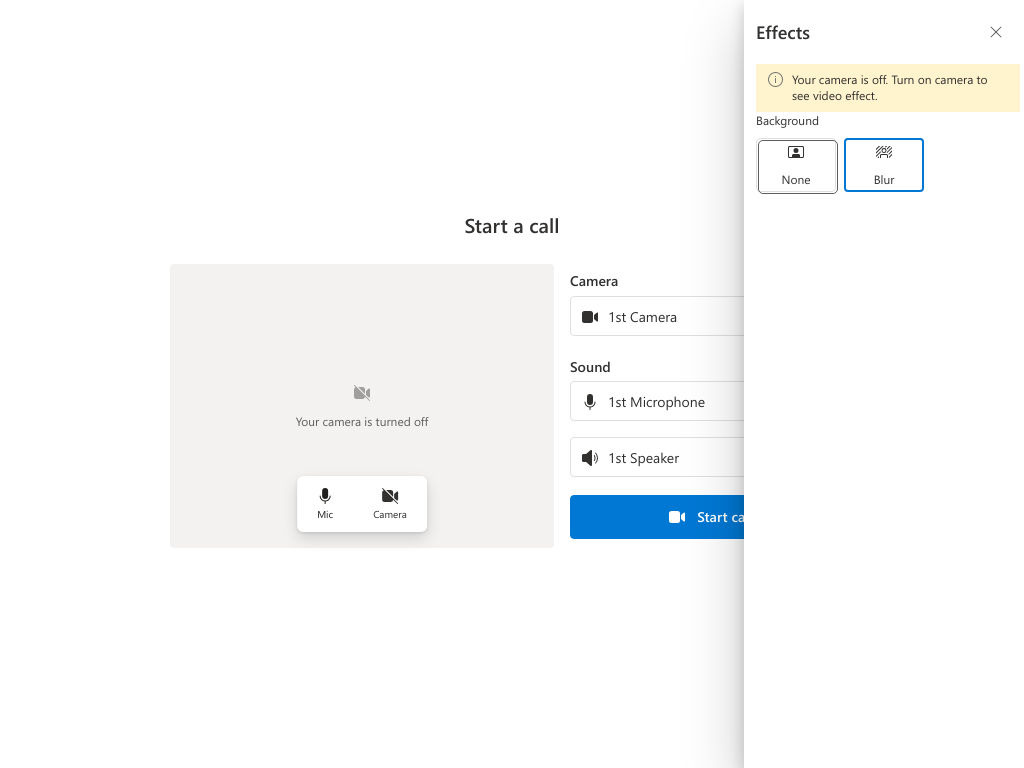 Effects
Your camera is off. Turn on camera to
see video effect.
Background
None
Blur
Start a call
Your camera is turned off
Mic
Camera
Camera
1st Camera
Sound
1st Microphone
1st Speaker
Start ca